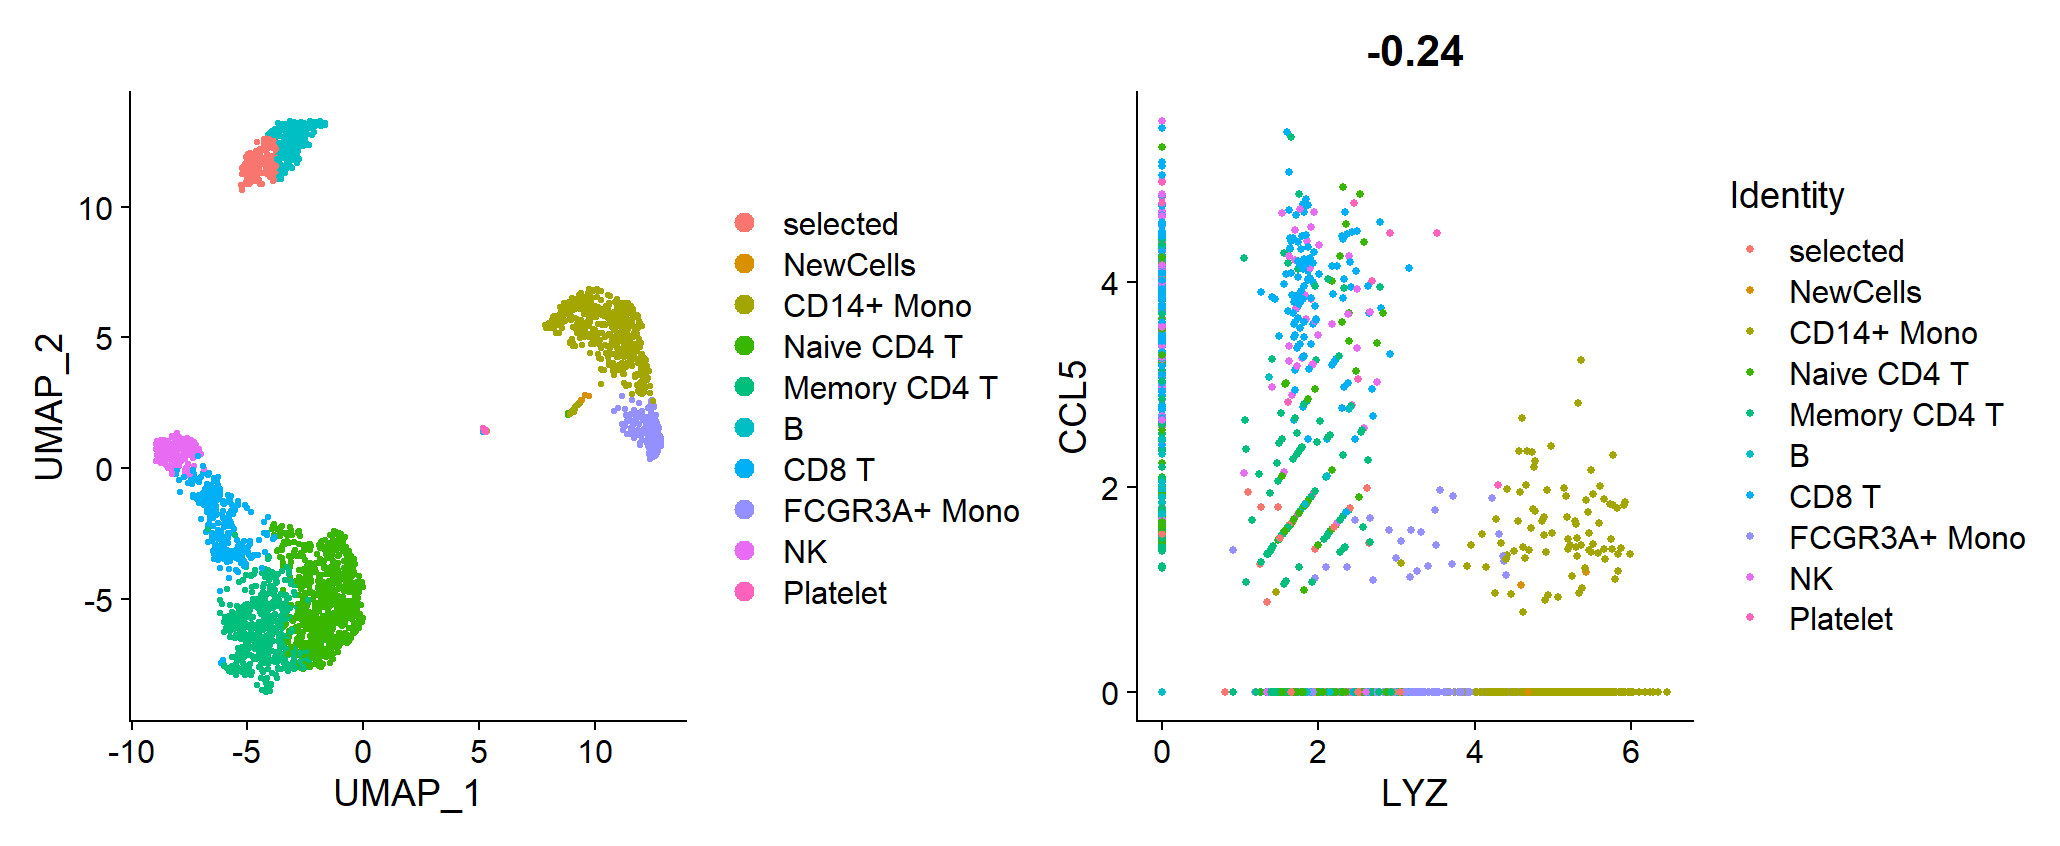 -0.24
10
5
0
-5
-10
-5
0
5
10
UMAP_1
UMAP_2
selected
NewCells
CD14+ Mono
Naive CD4 T
Memory CD4 T
B
CD8 T
FCGR3A+ Mono
NK
Platelet
4
2
0
0
2
4
6
LYZ
CCL5
Identity
selected
NewCells
CD14+ Mono
Naive CD4 T
Memory CD4 T
B
CD8 T
FCGR3A+ Mono
NK
Platelet